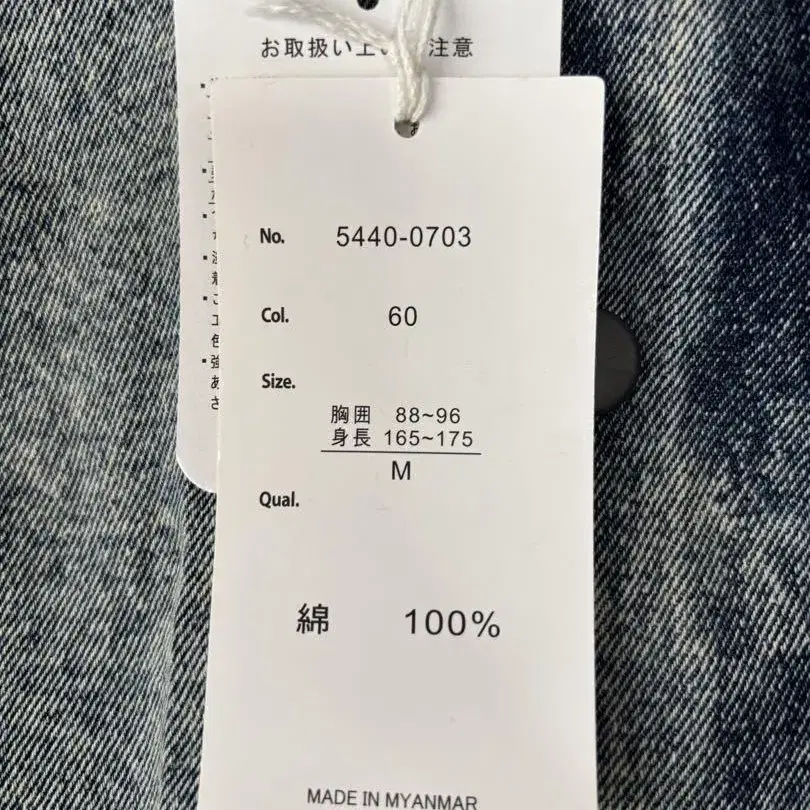 お取扱い上 注意
No. 5440-0703
Col. 60
Size.
胸囲 88~96
身長 165~175
M
Qual.
綿 100%
MADE IN MYANMAR